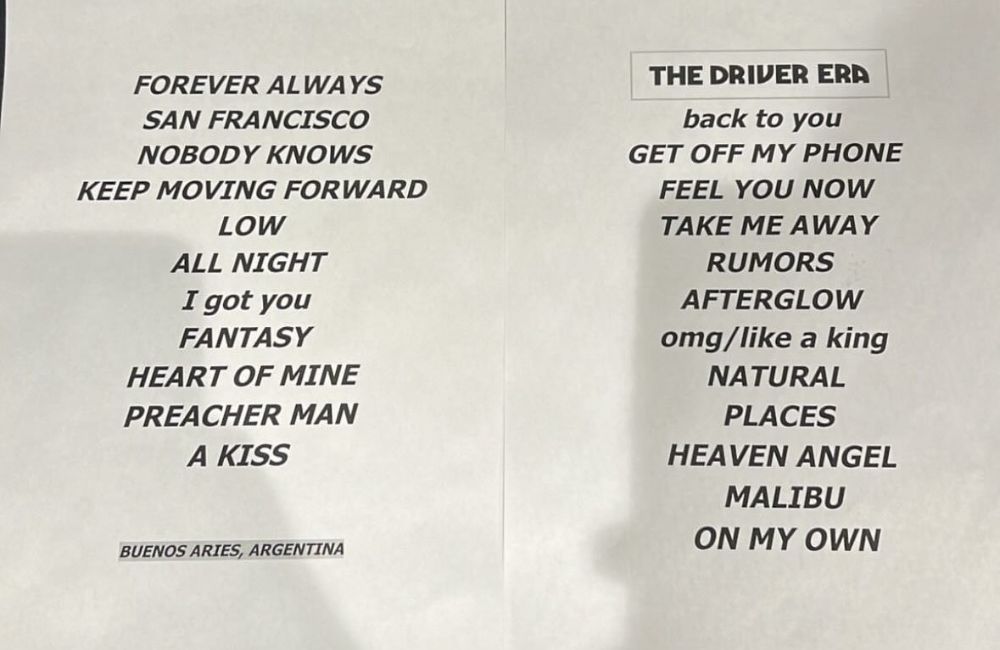 FOREVER ALWAYS
SAN FRANCISCO
NOBODY KNOWS
KEEP MOVING FORWARD
LOW
ALL NIGHT
I got you
FANTASY
HEART OF MINE
PREACHER MAN
A KISS
BUENOS ARIES, ARGENTINA
THE DRIVER ERA
back to you
GET OFF MY PHONE
FEEL YOU NOW
TAKE ME AWAY
RUMORS
AFTERGLOW
omg/like a king
NATURAL
PLACES
HEAVEN ANGEL
MALIBU
ON MY OWN